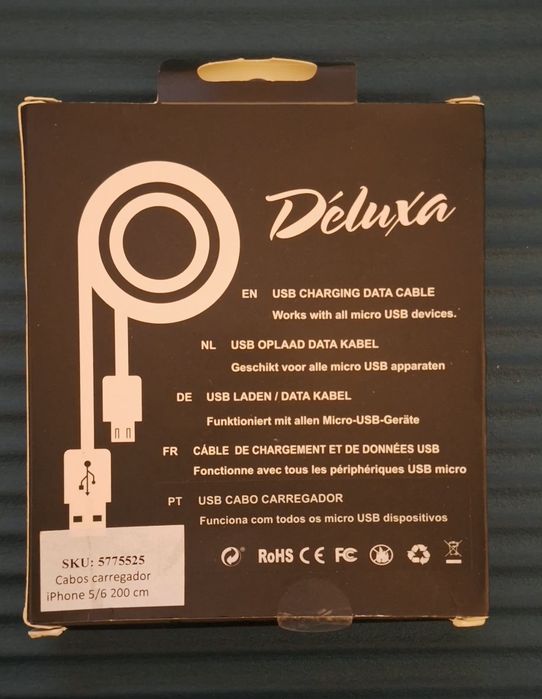 Déluxa
EN USB CHARGING DATA CABLE
Works with all micro USB devices.
NL USB OPLAAD DATA KABEL
Geschikt voor alle micro USB apparaten
DE USB LADEN / DATA KABEL
Funktioniert mit allen Micro-USB-Geräte
FR CÁBLE DE CHARGEMENT ET DE DONNÉES USB
Fonctionne avec tous les périphériques USB micro
PT USB CABO CARREGADOR
Funciona com todos os micro USB dispositivos
RoHS CE FC
SKU: 5775525
Cabos carregador
iPhone 5/6 200 cm